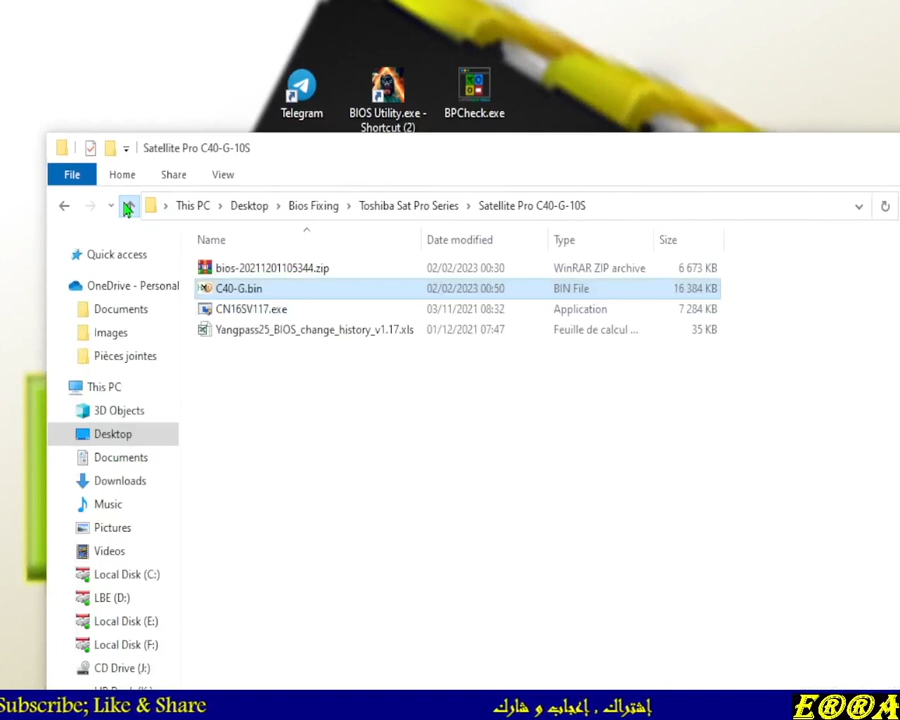 Telegram
BIOS Utility.exe -
Shortcut (2)
BPCheck.exe
Satellite Pro C40-G-10S
File
Home
Share
View
This PC
Desktop
Bios Fixing
Toshiba Sat Pro Series
Satellite Pro C40-G-10S
Name
Date modified
Type
Size
bios-20211201105344.zip
02/02/2023 00:30
WinRAR ZIP archive
6 673 KB
C40-G.bin
02/02/2023 00:50
BIN File
16 384 KB
CN16SV117.exe
03/11/2021 08:32
Application
7 284 KB
Yangpass25_BIOS_change_history_v1.17.xls
01/12/2021 07:47
Feuille de calcul ...
35 KB
Quick access
OneDrive - Personal
Documents
Images
Pièces jointes
This PC
3D Objects
Desktop
Documents
Downloads
Music
Pictures
Videos
Local Disk (C:)
LBE (D:)
Local Disk (E:)
Local Disk (F:)
CD Drive (J:)
Subscribe; Like & Share
إشتراك , إعجاب و شارك